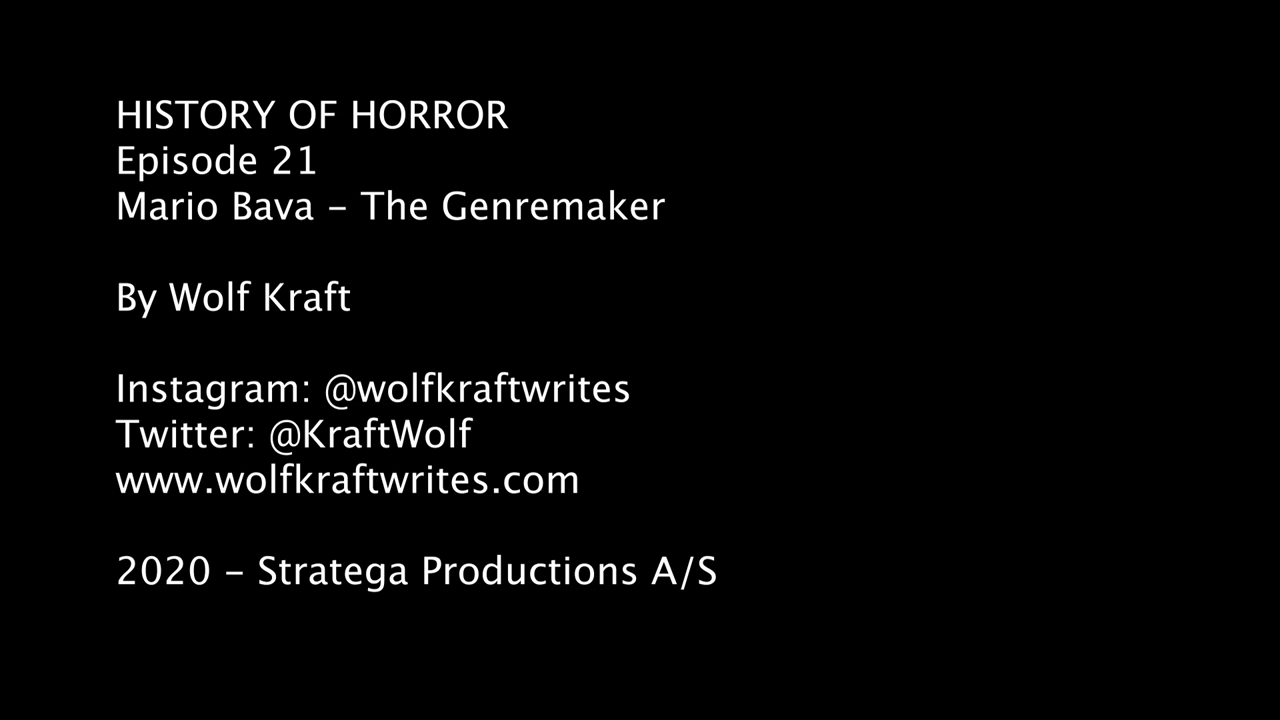 HISTORY OF HORROR
Episode 21
Mario Bava – The Genremaker
By Wolf Kraft
Instagram: @wolfkraftwrites
Twitter: @KraftWolf
www.wolfkraftwrites.com
2020 – Stratega Productions A/S